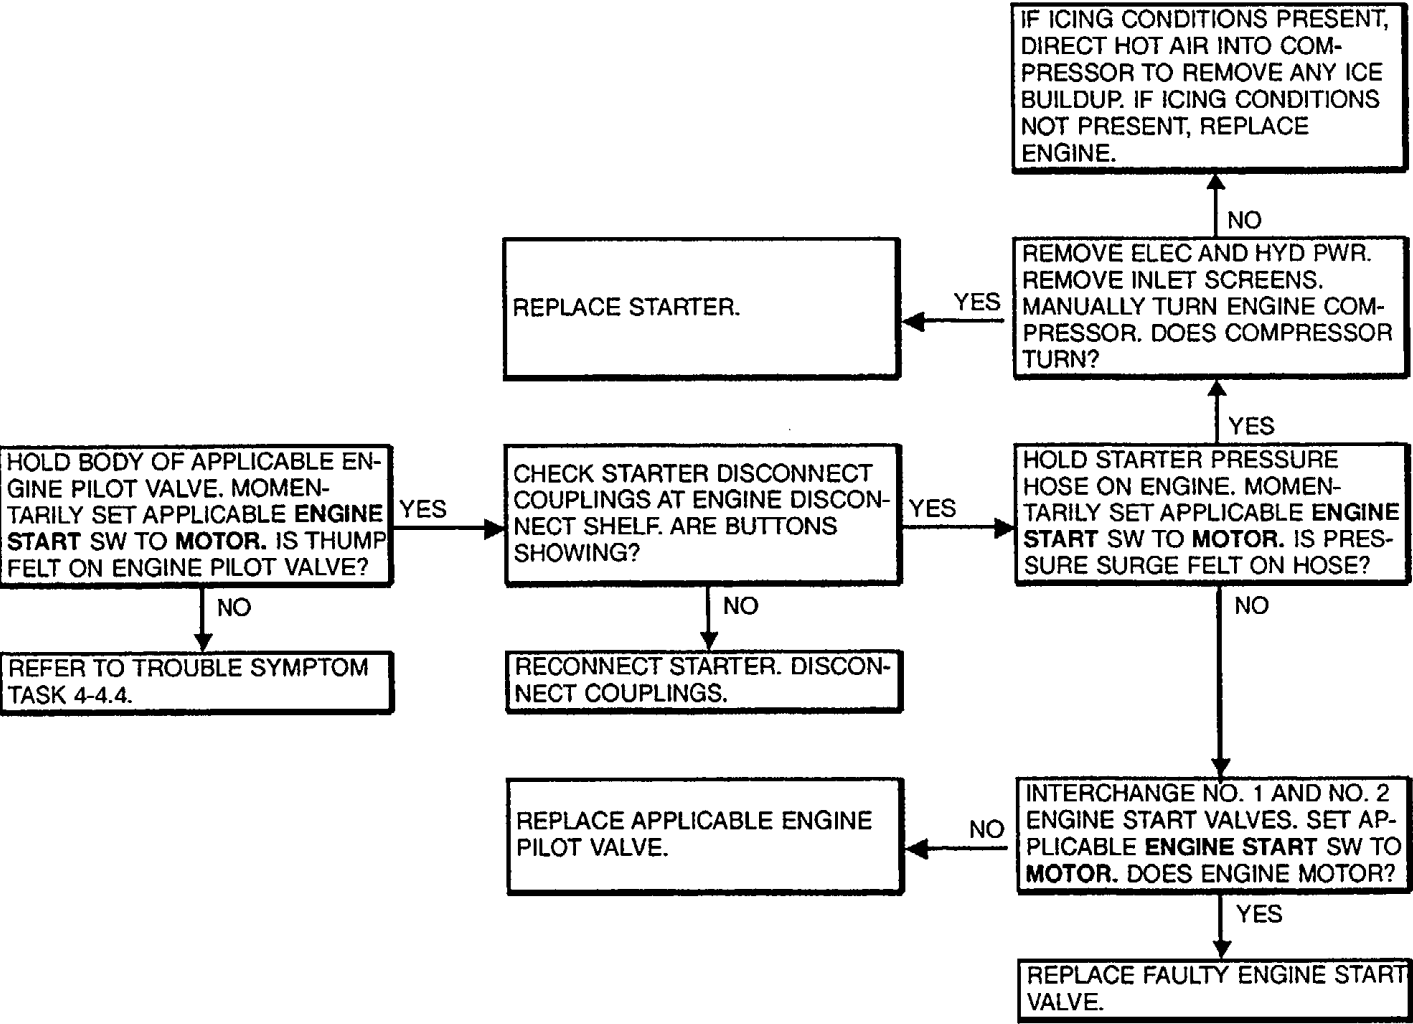 IF ICING CONDITIONS PRESENT,
DIRECT HOT AIR INTO COM-
PRESSOR TO REMOVE ANY ICE
BUILDUP. IF ICING CONDITIONS
NOT PRESENT, REPLACE
ENGINE.
NO
REPLACE STARTER.
YES
REMOVE ELEC AND HYD PWR.
REMOVE INLET SCREENS.
MANUALLY TURN ENGINE COM-
PRESSOR. DOES COMPRESSOR
TURN?
YES
HOLD BODY OF APPLICABLE EN-
GINE PILOT VALVE. MOMEN-
TARILY SET APPLICABLE ENGINE
START SW TO MOTOR. IS THUMP
FELT ON ENGINE PILOT VALVE?
YES
CHECK STARTER DISCONNECT
COUPLINGS AT ENGINE DISCON-
NECT SHELF. ARE BUTTONS
SHOWING?
YES
HOLD STARTER PRESSURE
HOSE ON ENGINE. MOMEN-
TARILY SET APPLICABLE ENGINE
START SW TO MOTOR. IS PRES-
SURE SURGE FELT ON HOSE?
NO
NO
NO
REFER TO TROUBLE SYMPTOM
TASK 4-4.4.
RECONNECT STARTER. DISCON-
NECT COUPLINGS.
REPLACE APPLICABLE ENGINE
PILOT VALVE.
NO
INTERCHANGE NO. 1 AND NO. 2
ENGINE START VALVES. SET AP-
PLICABLE ENGINE START SW TO
MOTOR. DOES ENGINE MOTOR?
YES
REPLACE FAULTY ENGINE START
VALVE.